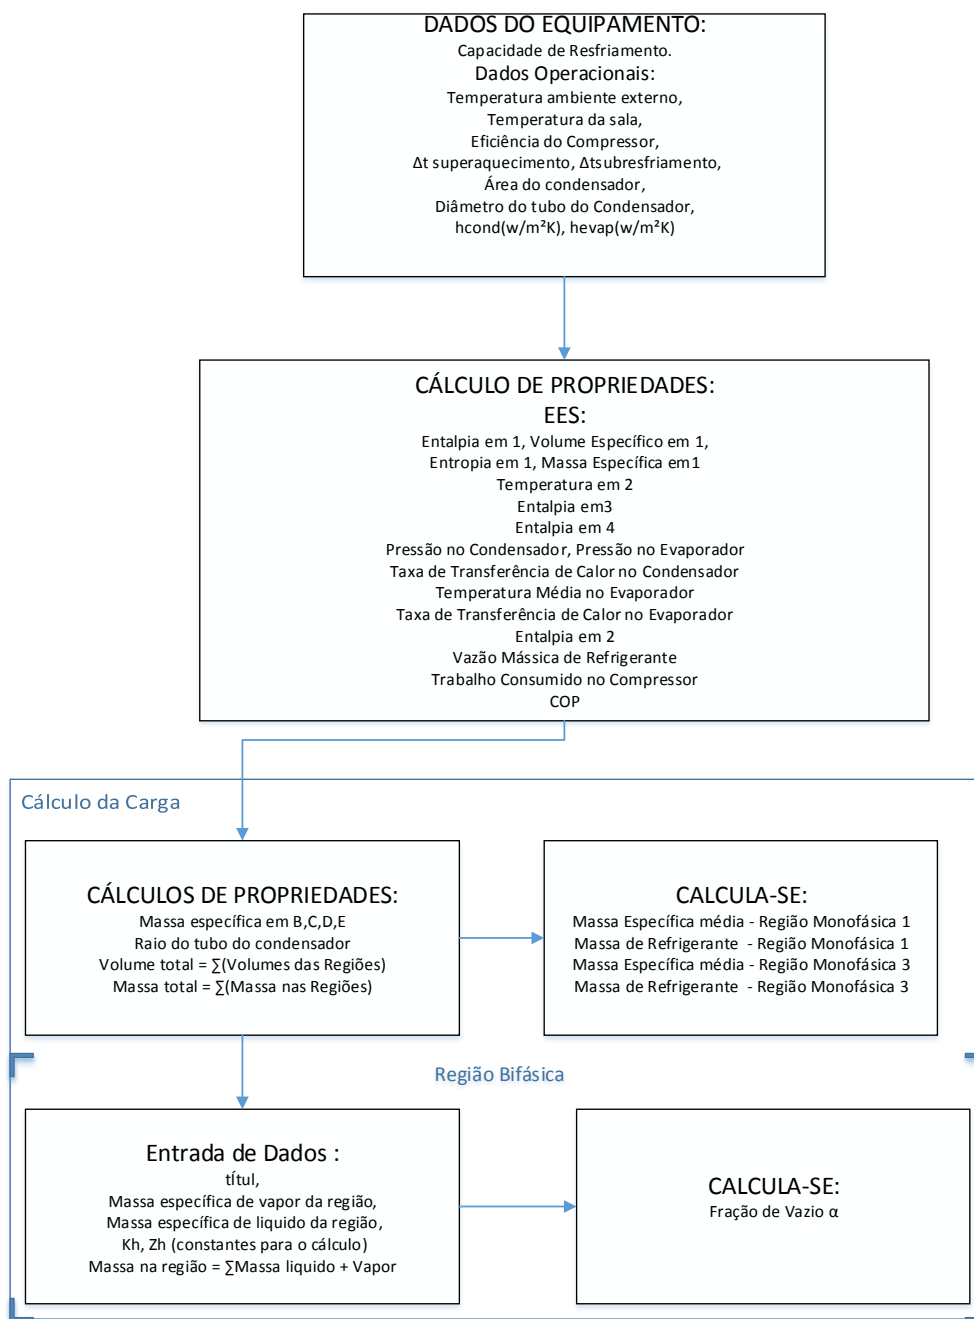 DADOS DO EQUIPAMENTO:
Capacidade de Resfriamento.
Dados Operacionais:
Temperatura ambiente externo,
Temperatura da sala,
Eficiência do Compressor,
Δt superaquecimento, Δtsubresfriamento,
Área do condensador,
Diâmetro do tubo do Condensador,
hcond(w/m²K), hevap(w/m²K)
CÁLCULO DE PROPRIEDADES:
EES:
Entalpia em 1, Volume Específico em 1,
Entropia em 1, Massa Específica em1
Temperatura em 2
Entalpia em3
Entalpia em 4
Pressão no Condensador, Pressão no Evaporador
Taxa de Transferência de Calor no Condensador
Temperatura Média no Evaporador
Taxa de Transferência de Calor no Evaporador
Entalpia em 2
Vazão Mássica de Refrigerante
Trabalho Consumido no Compressor
COP
Cálculo da Carga
CÁLCULOS DE PROPRIEDADES:
Massa específica em B,C,D,E
Raio do tubo do condensador
Volume total = ∑(Volumes das Regiões)
Massa total = ∑(Massa nas Regiões)
CALCULA-SE:
Massa Específica média - Região Monofásica 1
Massa de Refrigerante - Região Monofásica 1
Massa Específica média - Região Monofásica 3
Massa de Refrigerante - Região Monofásica 3
Região Bifásica
Entrada de Dados :
tÍtul,
Massa específica de vapor da região,
Massa específica de liquido da região,
Kh, Zh (constantes para o cálculo)
Massa na região = ∑Massa liquido + Vapor
CALCULA-SE:
Fração de Vazio α